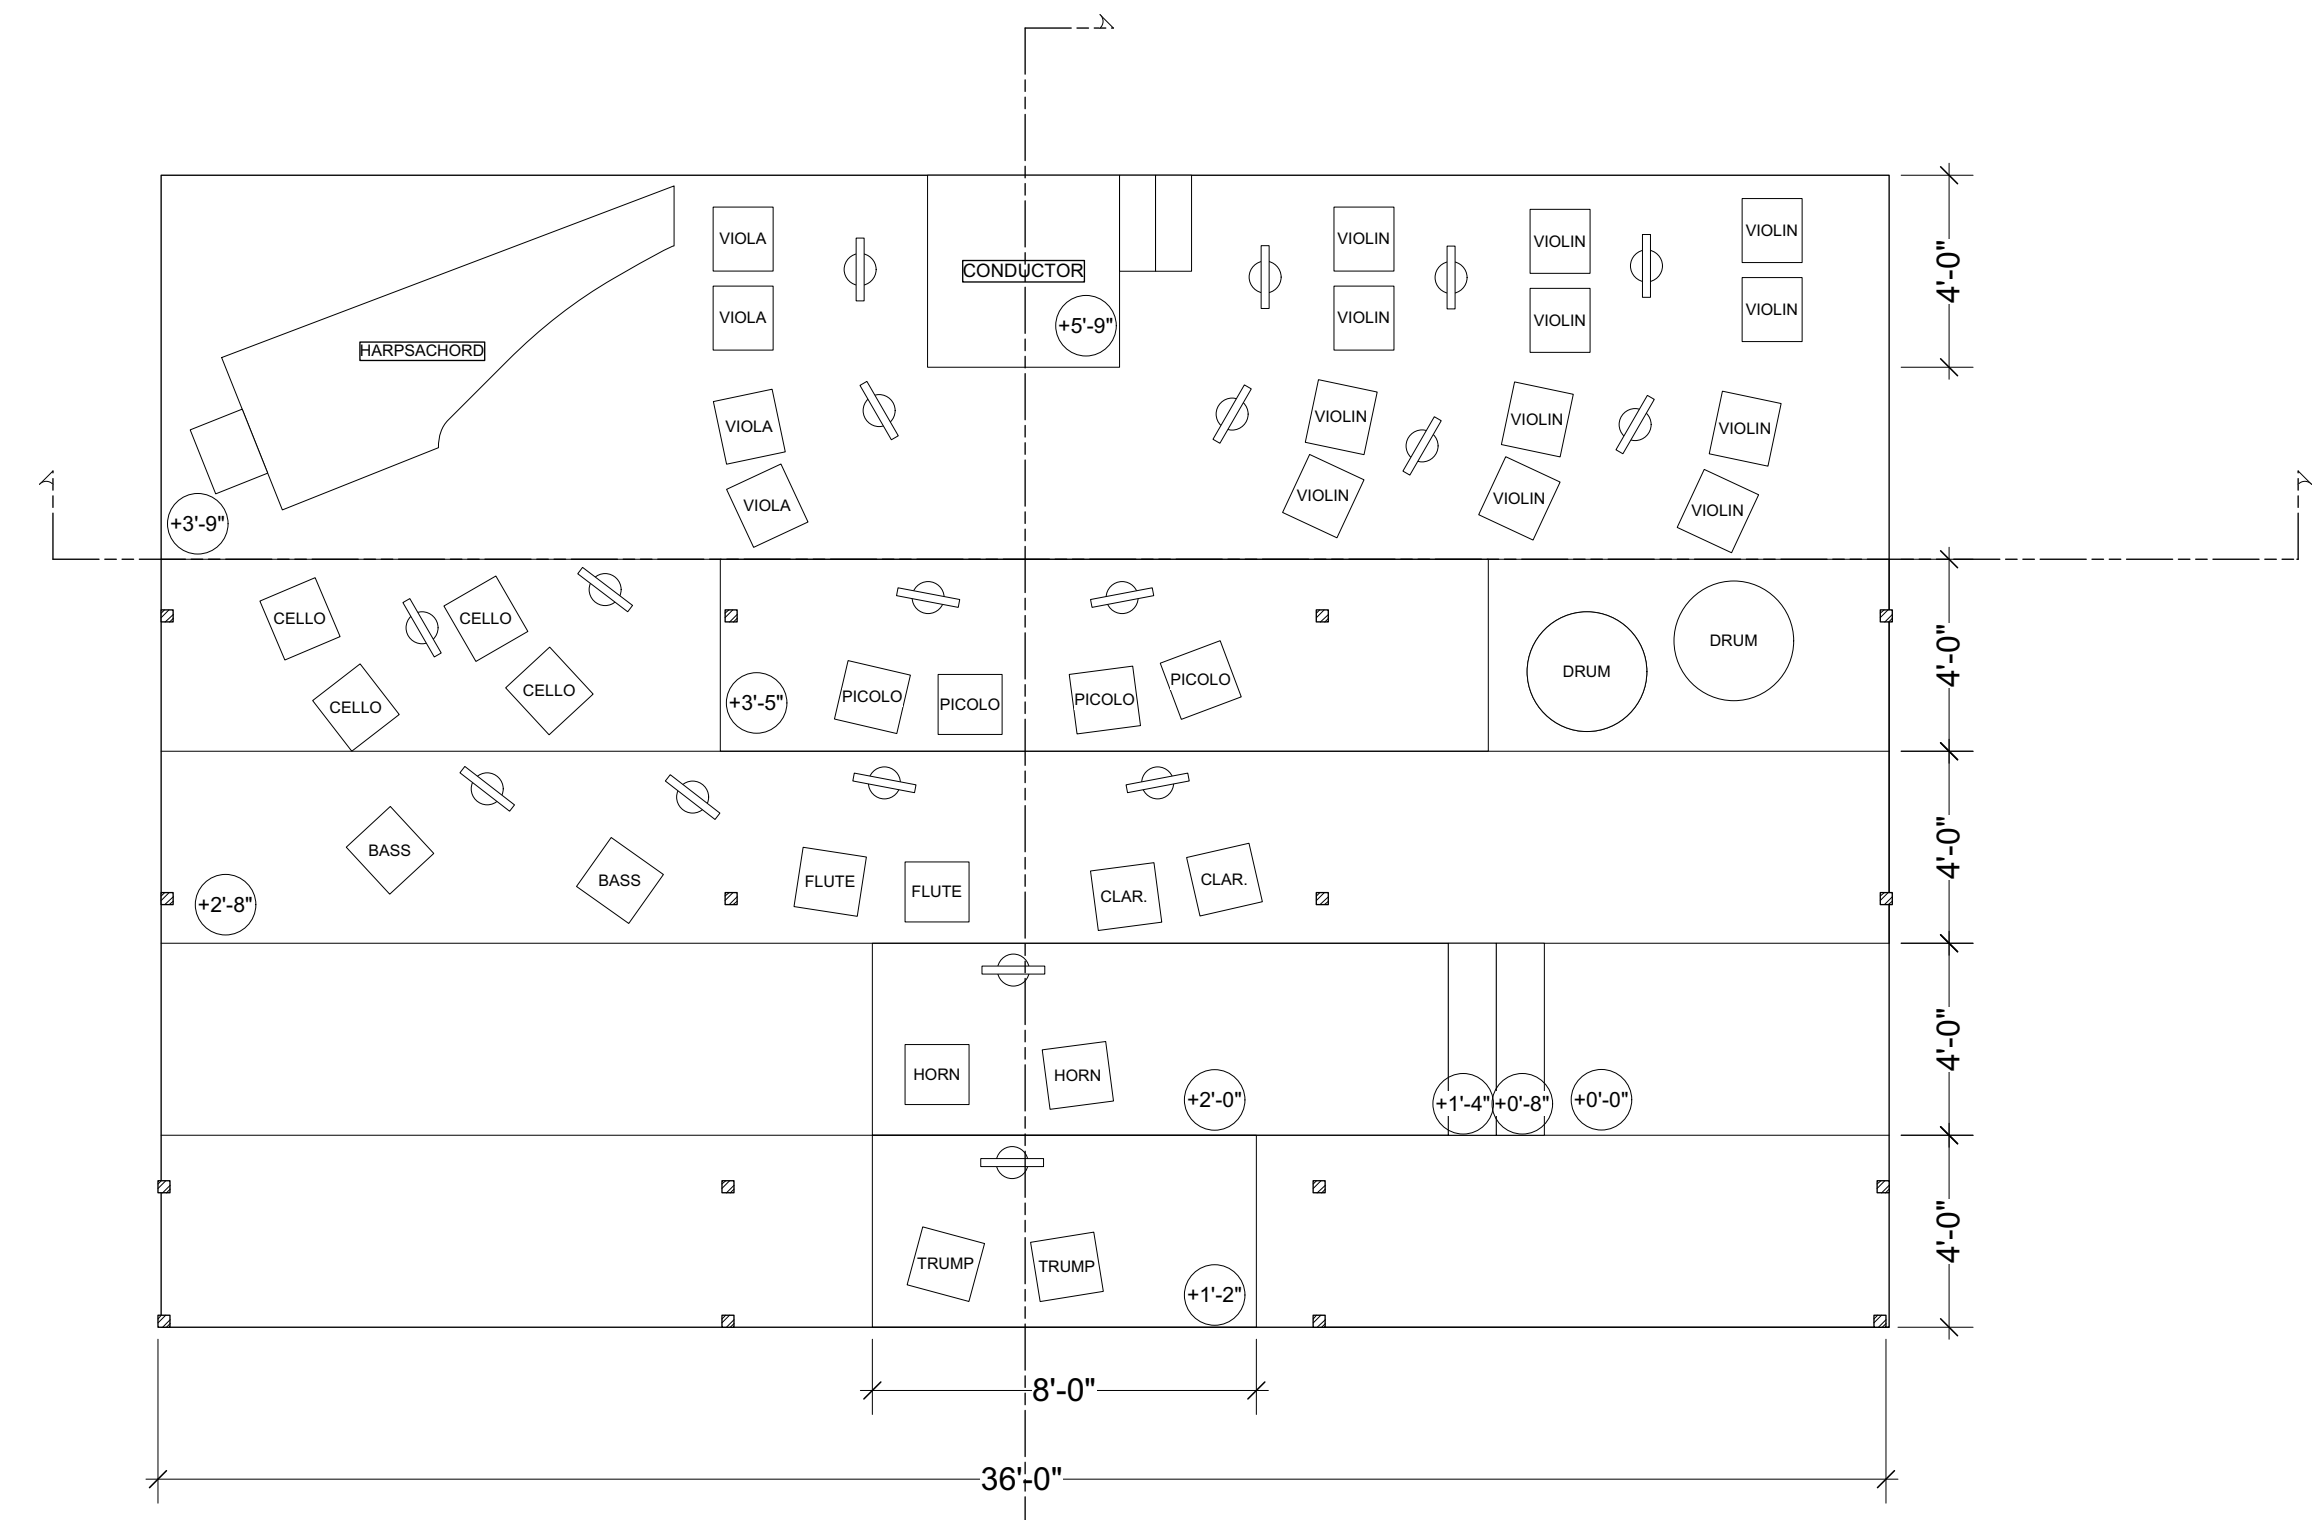 VIOLA
VIOLIN
VIOLIN
VIOLIN
CONDUCTOR
4'-0"
VIOLA
VIOLIN
VIOLIN
VIOLIN
+5'-9"
HARPSACHORD
VIOLA
VIOLIN
VIOLIN
VIOLIN
VIOLA
VIOLIN
VIOLIN
VIOLIN
+3'-9"
CELLO
CELLO
PICOLO
DRUM
DRUM
4'-0"
CELLO
CELLO
+3'-5"
PICOLO
PICOLO
PICOLO
BASS
BASS
FLUTE
FLUTE
CLAR.
CLAR.
4'-0"
+2'-8"
HORN
HORN
+2'-0"
+1'-4"
+0'-8"
+0'-0"
4'-0"
TRUMP
TRUMP
+1'-2"
4'-0"
8'-0"
36'-0"